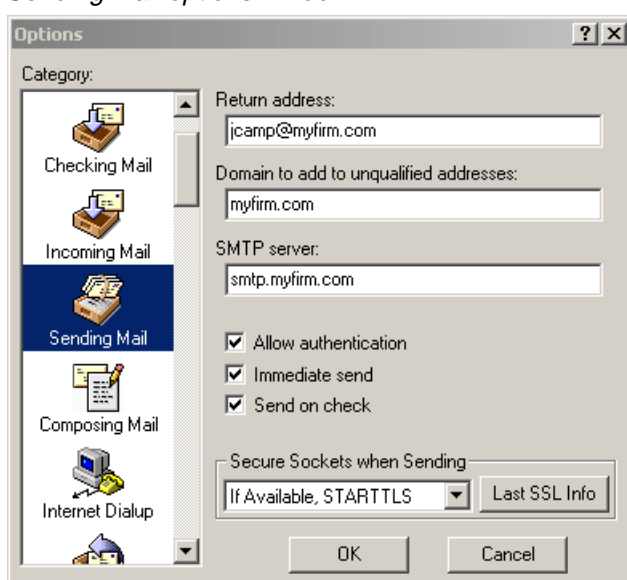 Options
Category:
Checking Mail
Incoming Mail
Sending Mail
Composing Mail
Internet Dialup
Return address:
jcamp@myfirm.com
Domain to add to unqualified addresses:
myfirm.com
SMTP server:
smtp.myfirm.com
Allow authentication
Immediate send
Send on check
Secure Sockets when Sending
If Available, STARTTLS
Last SSL Info
OK
Cancel